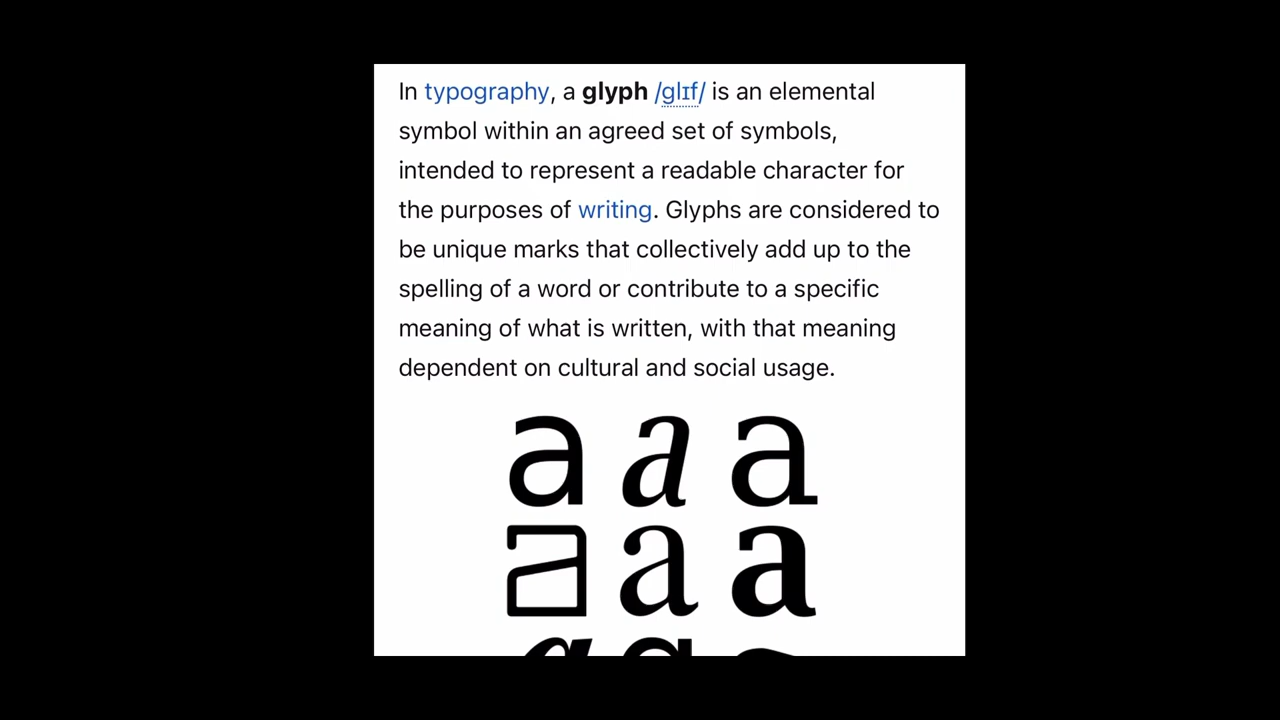 In typography, a glyph /ɡlɪf/ is an elemental
symbol within an agreed set of symbols,
intended to represent a readable character for
the purposes of writing. Glyphs are considered to
be unique marks that collectively add up to the
spelling of a word or contribute to a specific
meaning of what is written, with that meaning
dependent on cultural and social usage.
a a a
a a a